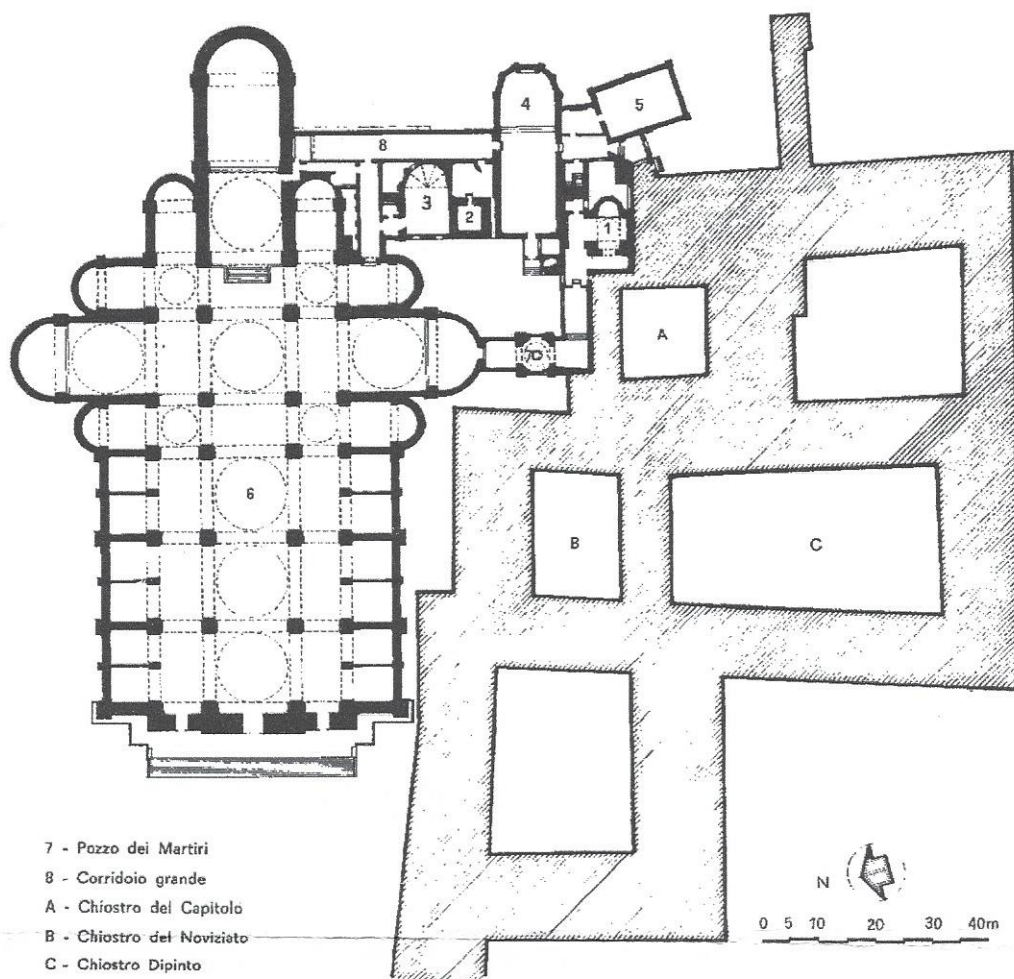 4
5
8
3
2
1
7
A
6
B
C
7 - Pozzo dei Martiri
8 - Corridoio grande
A - Chiostro del Capitolo
B - Chiostro del Noviziato
C - Chiostro Dipinto
N
0 5 10 20 30 40m